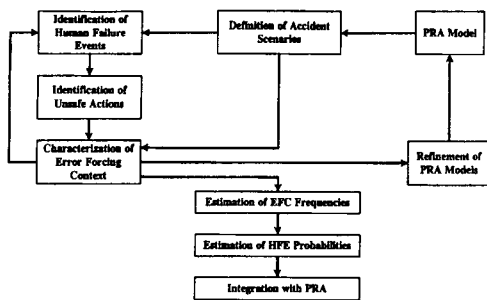 Identification of
Human Failure
Events
Definition of Accident
Scenarios
PRA Model
Identification of
Unsafe Actions
Characterization of
Error Forcing
Context
Refinement of
PRA Models
Estimation of EFC Frequencies
Estimation of HFE Probabilities
Integration with PRA